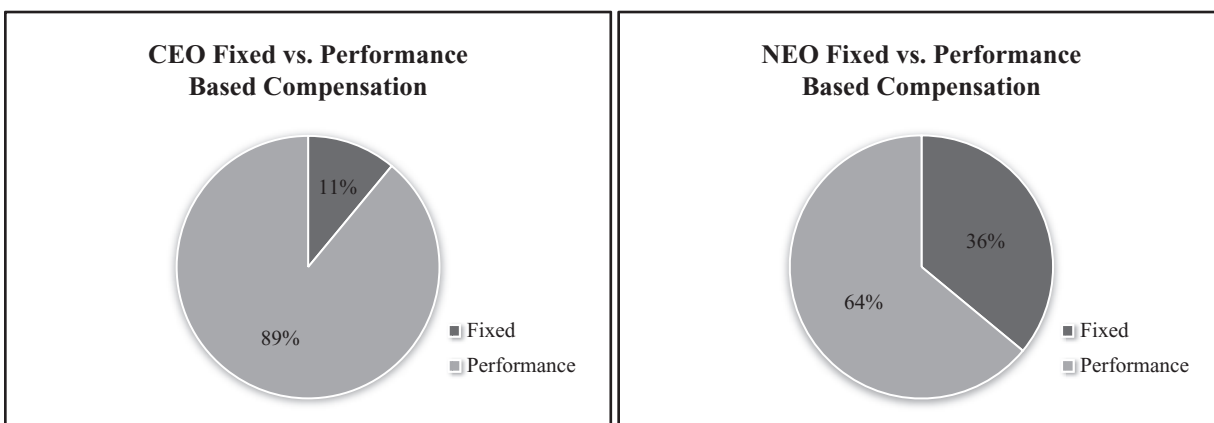 CEO Fixed vs. Performance
Based Compensation
11%
89%
Fixed
Performance
NEO Fixed vs. Performance
Based Compensation
36%
64%
Fixed
Performance